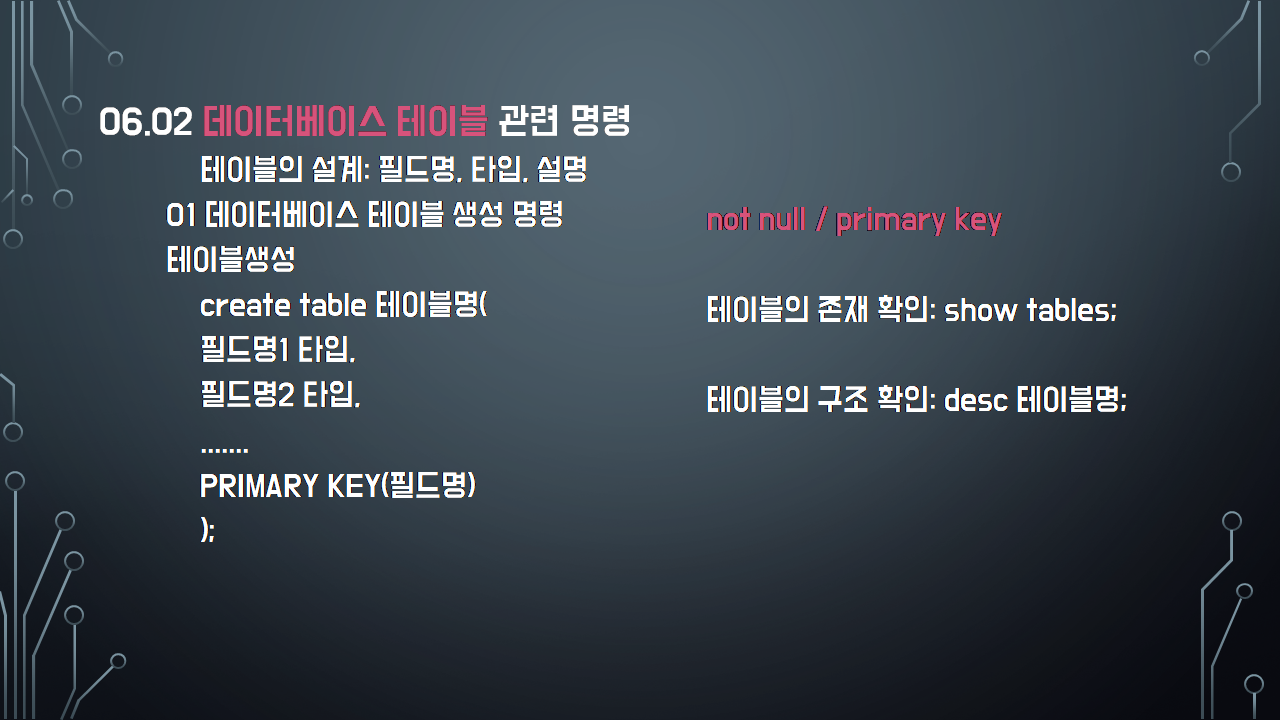 06.02 데이터베이스 테이블 관련 명령
테이블의 설계: 필드명, 타입, 설명
01 데이터베이스 테이블 생성 명령
테이블생성
create table 테이블명(
필드명1 타입,
필드명2 타입,
.......
PRIMARY KEY(필드명)
);
not null / primary key
테이블의 존재 확인: show tables;
테이블의 구조 확인: desc 테이블명;